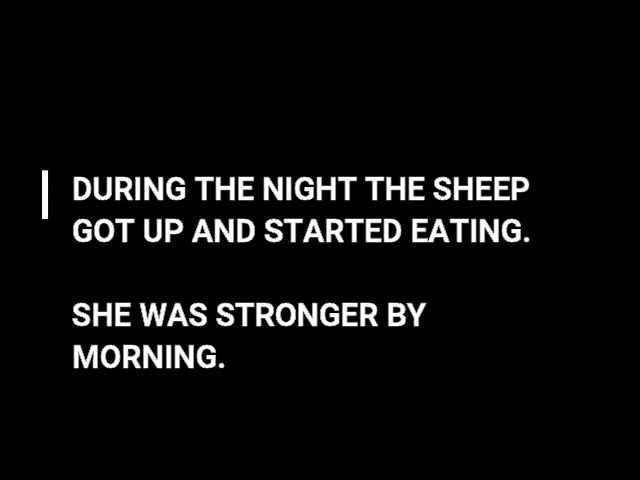 DURING THE NIGHT THE SHEEP
GOT UP AND STARTED EATING.
SHE WAS STRONGER BY
MORNING.